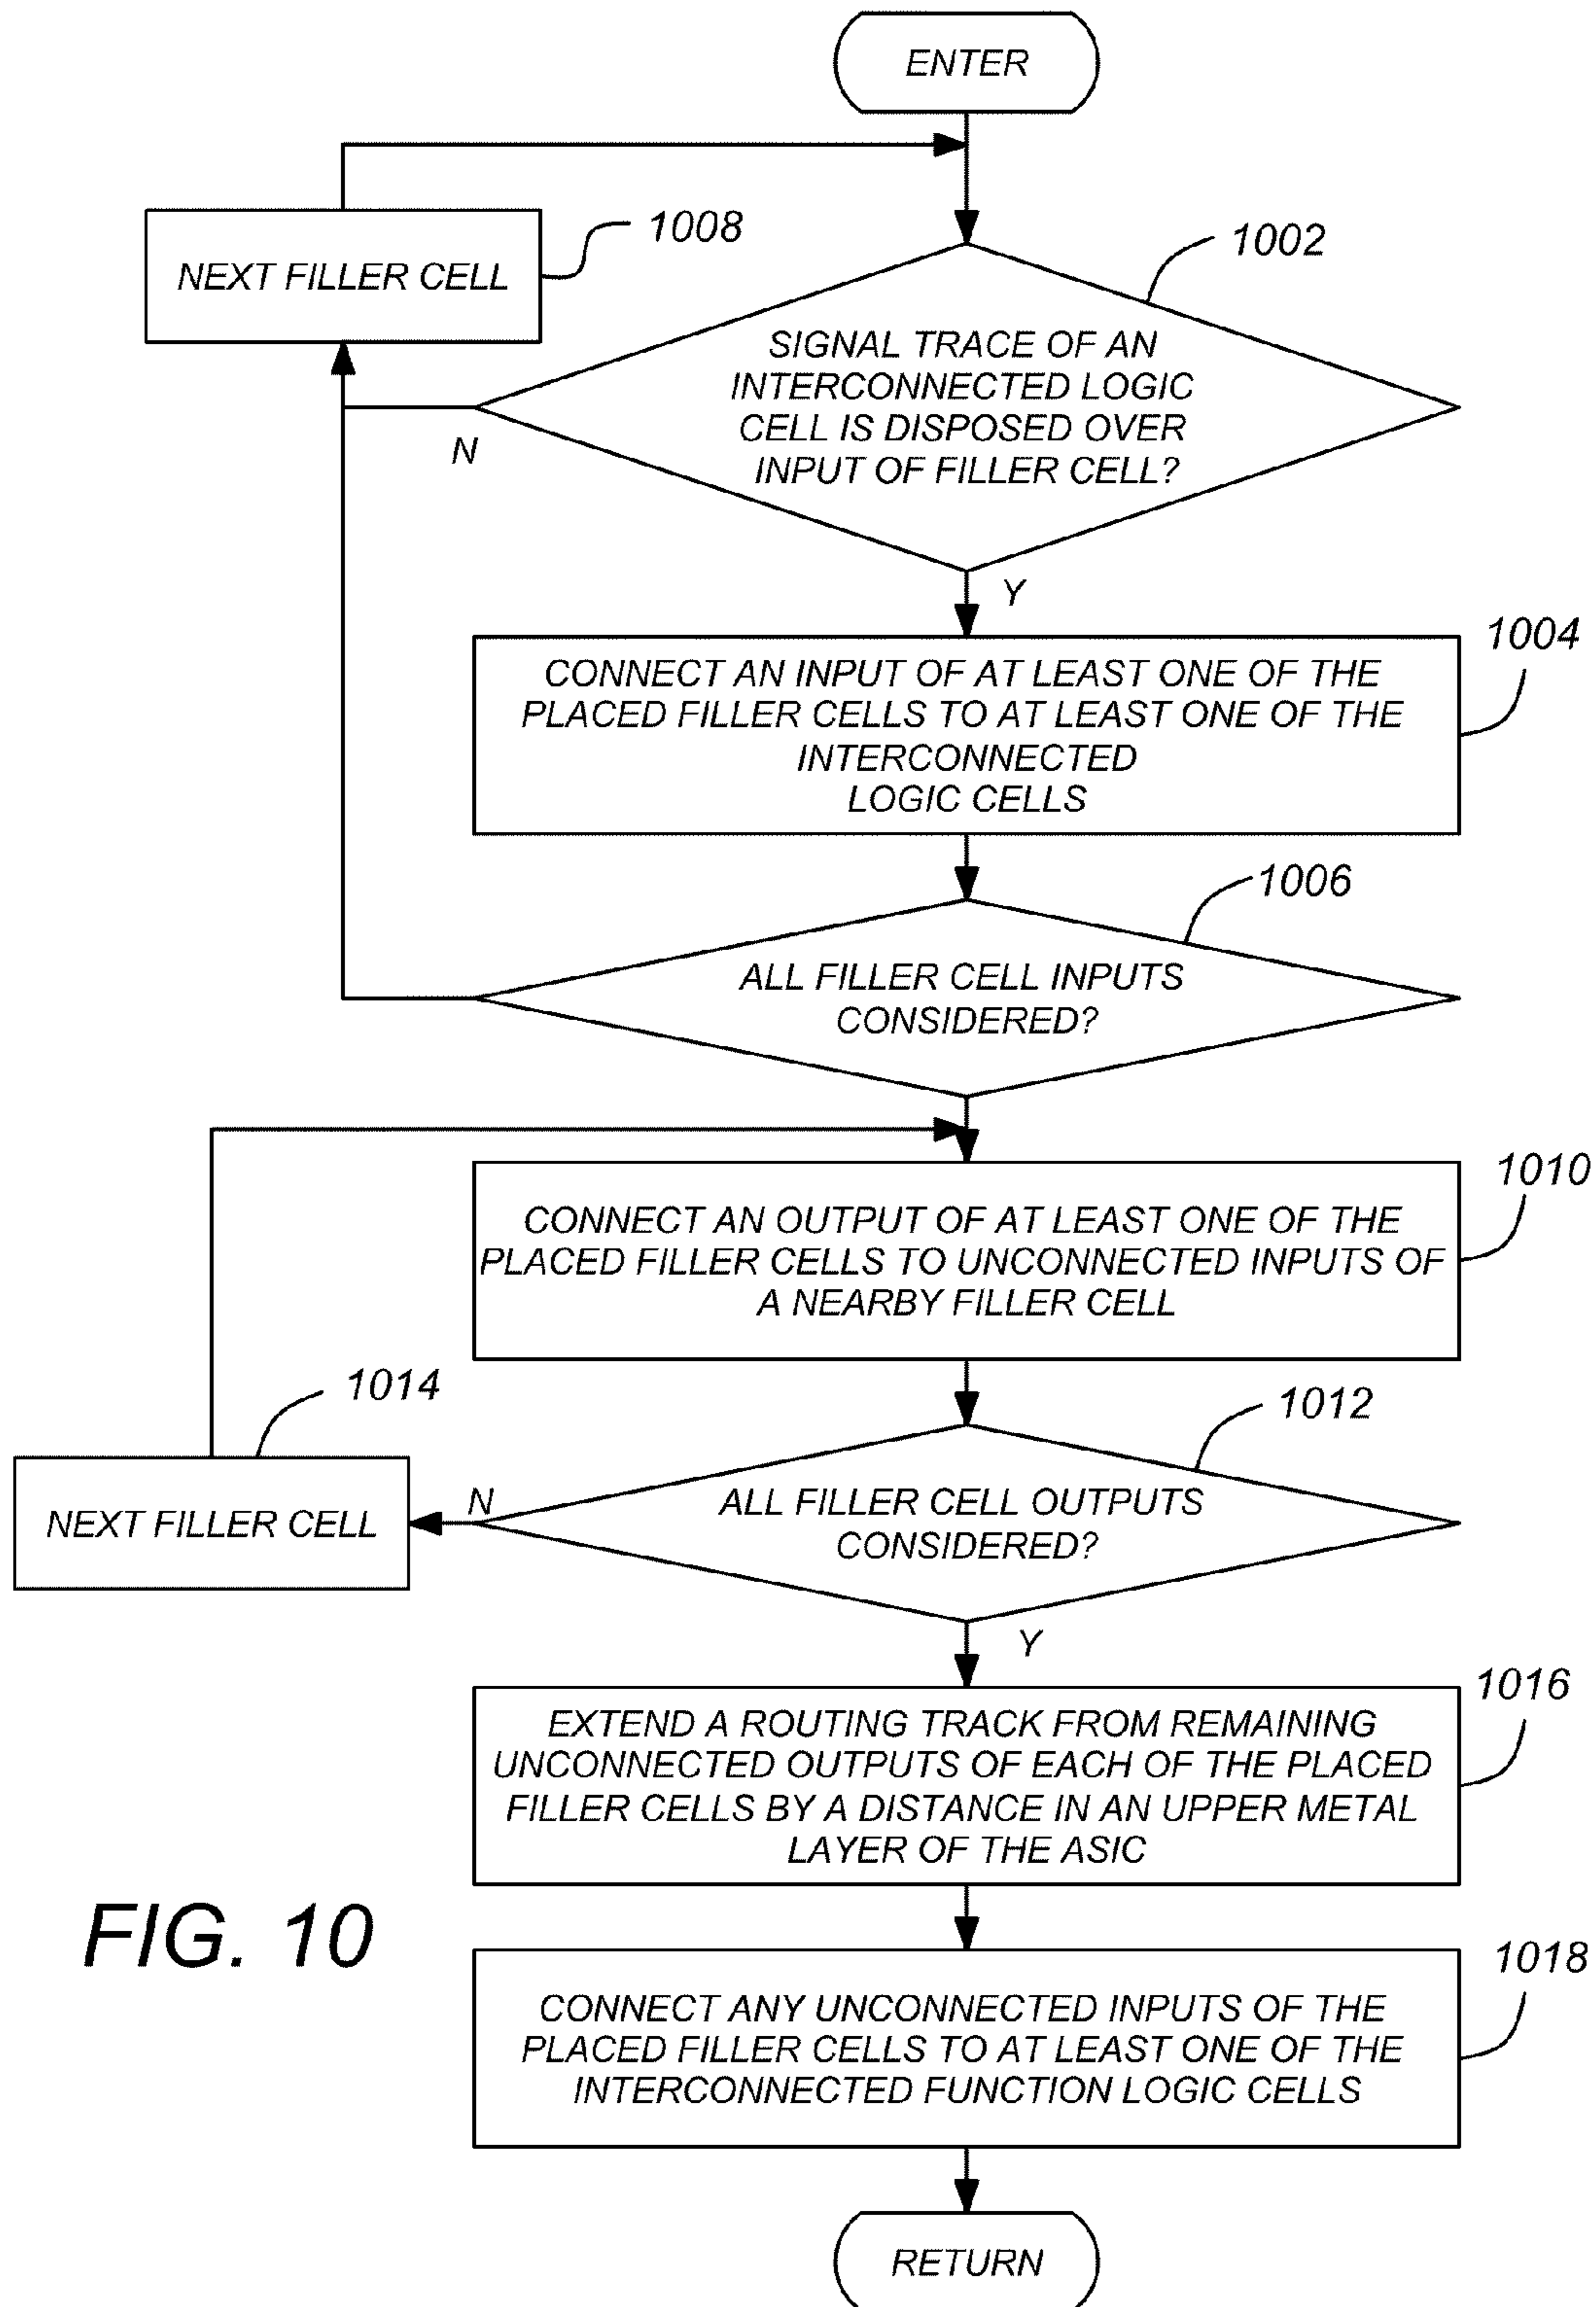 ENTER
NEXT FILLER CELL
1008
1002
SIGNAL TRACE OF AN
INTERCONNECTED LOGIC
CELL IS DISPOSED OVER
INPUT OF FILLER CELL?
N
Y
1004
CONNECT AN INPUT OF AT LEAST ONE OF THE
PLACED FILLER CELLS TO AT LEAST ONE OF THE
INTERCONNECTED
LOGIC CELLS
1006
ALL FILLER CELL INPUTS
CONSIDERED?
1010
CONNECT AN OUTPUT OF AT LEAST ONE OF THE
PLACED FILLER CELLS TO UNCONNECTED INPUTS OF
A NEARBY FILLER CELL
1014
1012
NEXT FILLER CELL
N
ALL FILLER CELL OUTPUTS
CONSIDERED?
Y
1016
EXTEND A ROUTING TRACK FROM REMAINING
UNCONNECTED OUTPUTS OF EACH OF THE PLACED
FILLER CELLS BY A DISTANCE IN AN UPPER METAL
LAYER OF THE ASIC
FIG. 10
1018
CONNECT ANY UNCONNECTED INPUTS OF THE
PLACED FILLER CELLS TO AT LEAST ONE OF THE
INTERCONNECTED FUNCTION LOGIC CELLS
RETURN